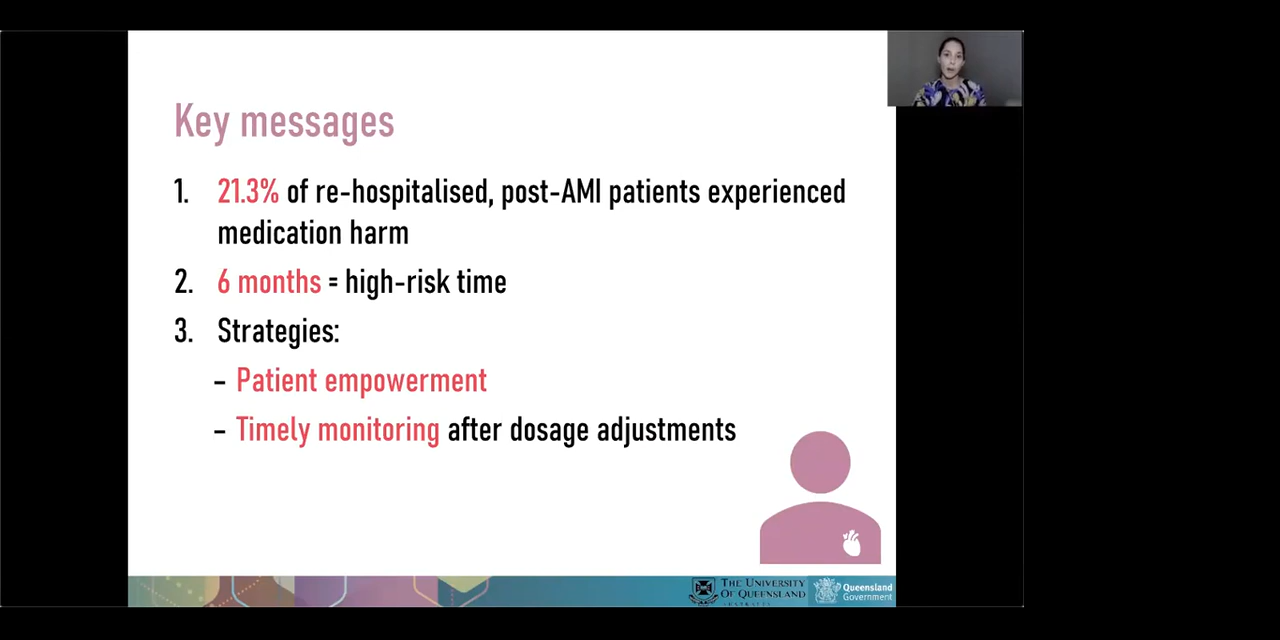 Key messages
1. 21.3% of re-hospitalised, post-AMI patients experienced
medication harm
2. 6 months = high-risk time
3. Strategies:
– Patient empowerment
– Timely monitoring after dosage adjustments
THE UNIVERSITY
OF QUEENSLAND
AUSTRALIA
Queensland
Government